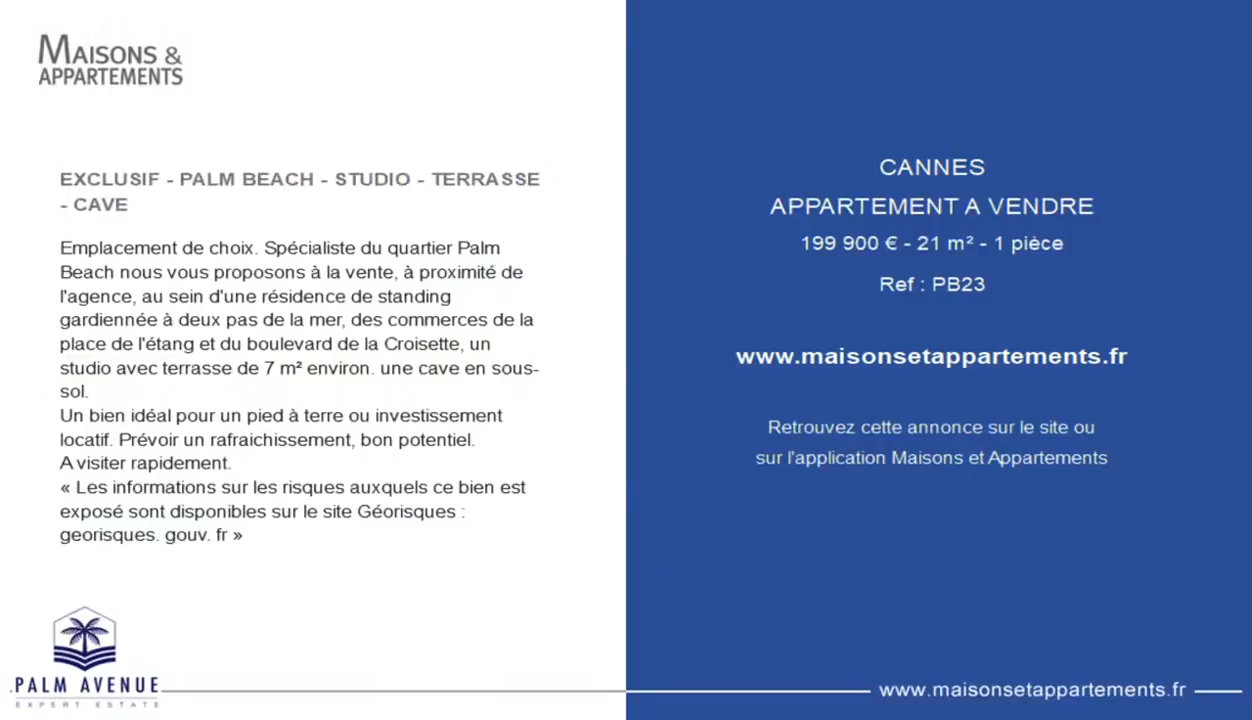 MAISONS &
APPARTEMENTS
EXCLUSIF - PALM BEACH - STUDIO - TERRASSE
- CAVE
Emplacement de choix. Spécialiste du quartier Palm
Beach nous vous proposons à la vente, à proximité de
l'agence, au sein d'une résidence de standing
gardiennée à deux pas de la mer, des commerces de la
place de l'étang et du boulevard de la Croisette, un
studio avec terrasse de 7 m² environ. une cave en sous-
sol.
Un bien idéal pour un pied à terre ou investissement
locatif. Prévoir un rafraichissement, bon potentiel.
A visiter rapidement.
« Les informations sur les risques auxquels ce bien est
exposé sont disponibles sur le site Géorisques :
georisques. gouv. fr »
PALM AVENUE
EXPERT ESTATE
CANNES
APPARTEMENT A VENDRE
199 900 € - 21 m² - 1 pièce
Ref : PB23
www.maisonsetappartements.fr
Retrouvez cette annonce sur le site ou
sur l'application Maisons et Appartements
www.maisonsetappartements.fr